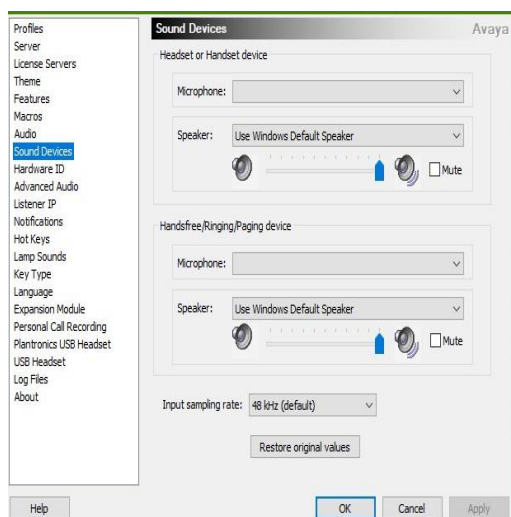 Profiles
Server
License Servers
Theme
Features
Macros
Audio
Sound Devices
Hardware ID
Advanced Audio
Listener IP
Notifications
Hot Keys
Lamp Sounds
Key Type
Language
Expansion Module
Personal Call Recording
Plantronics USB Headset
USB Headset
Log Files
About
Sound Devices
Avaya
Headset or Handset device
Microphone:
Speaker: Use Windows Default Speaker
Mute
Handsfree/Ringing/Paging device
Microphone:
Speaker: Use Windows Default Speaker
Mute
Input sampling rate: 48 kHz (default)
Restore original values
Help OK Cancel Apply